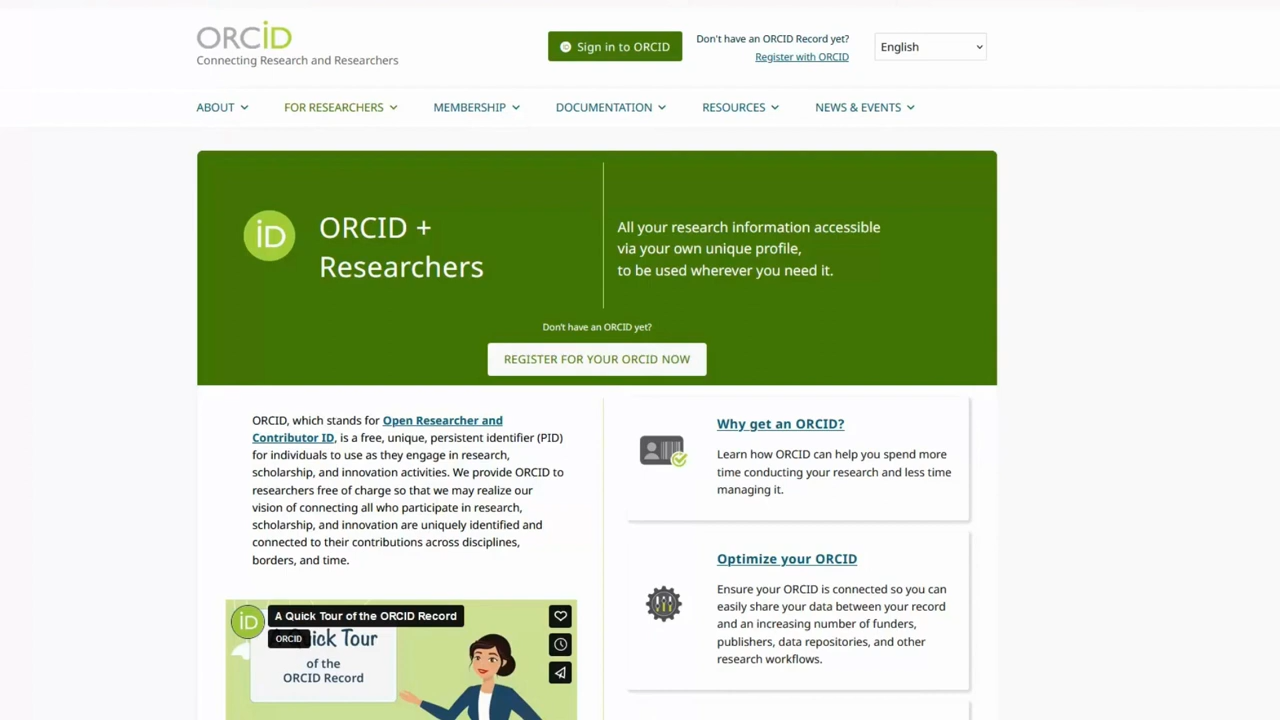 ORCID
Connecting Research and Researchers
Sign in to ORCID
Don't have an ORCID Record yet?
Register with ORCID
English
ABOUT
FOR RESEARCHERS
MEMBERSHIP
DOCUMENTATION
RESOURCES
NEWS & EVENTS
iD
ORCID +
Researchers
All your research information accessible
via your own unique profile,
to be used wherever you need it.
Don't have an ORCID yet?
REGISTER FOR YOUR ORCID NOW
ORCID, which stands for Open Researcher and
Contributor ID, is a free, unique, persistent identifier (PID)
for individuals to use as they engage in research,
scholarship, and innovation activities. We provide ORCID to
researchers free of charge so that we may realize our
vision of connecting all who participate in research,
scholarship, and innovation are uniquely identified and
connected to their contributions across disciplines,
borders, and time.
iD
A Quick Tour of the ORCID Record
ORCID
Tour
of the
ORCID Record
Why get an ORCID?
Learn how ORCID can help you spend more
time conducting your research and less time
managing it.
Optimize your ORCID
Ensure your ORCID is connected so you can
easily share your data between your record
and an increasing number of funders,
publishers, data repositories, and other
research workflows.